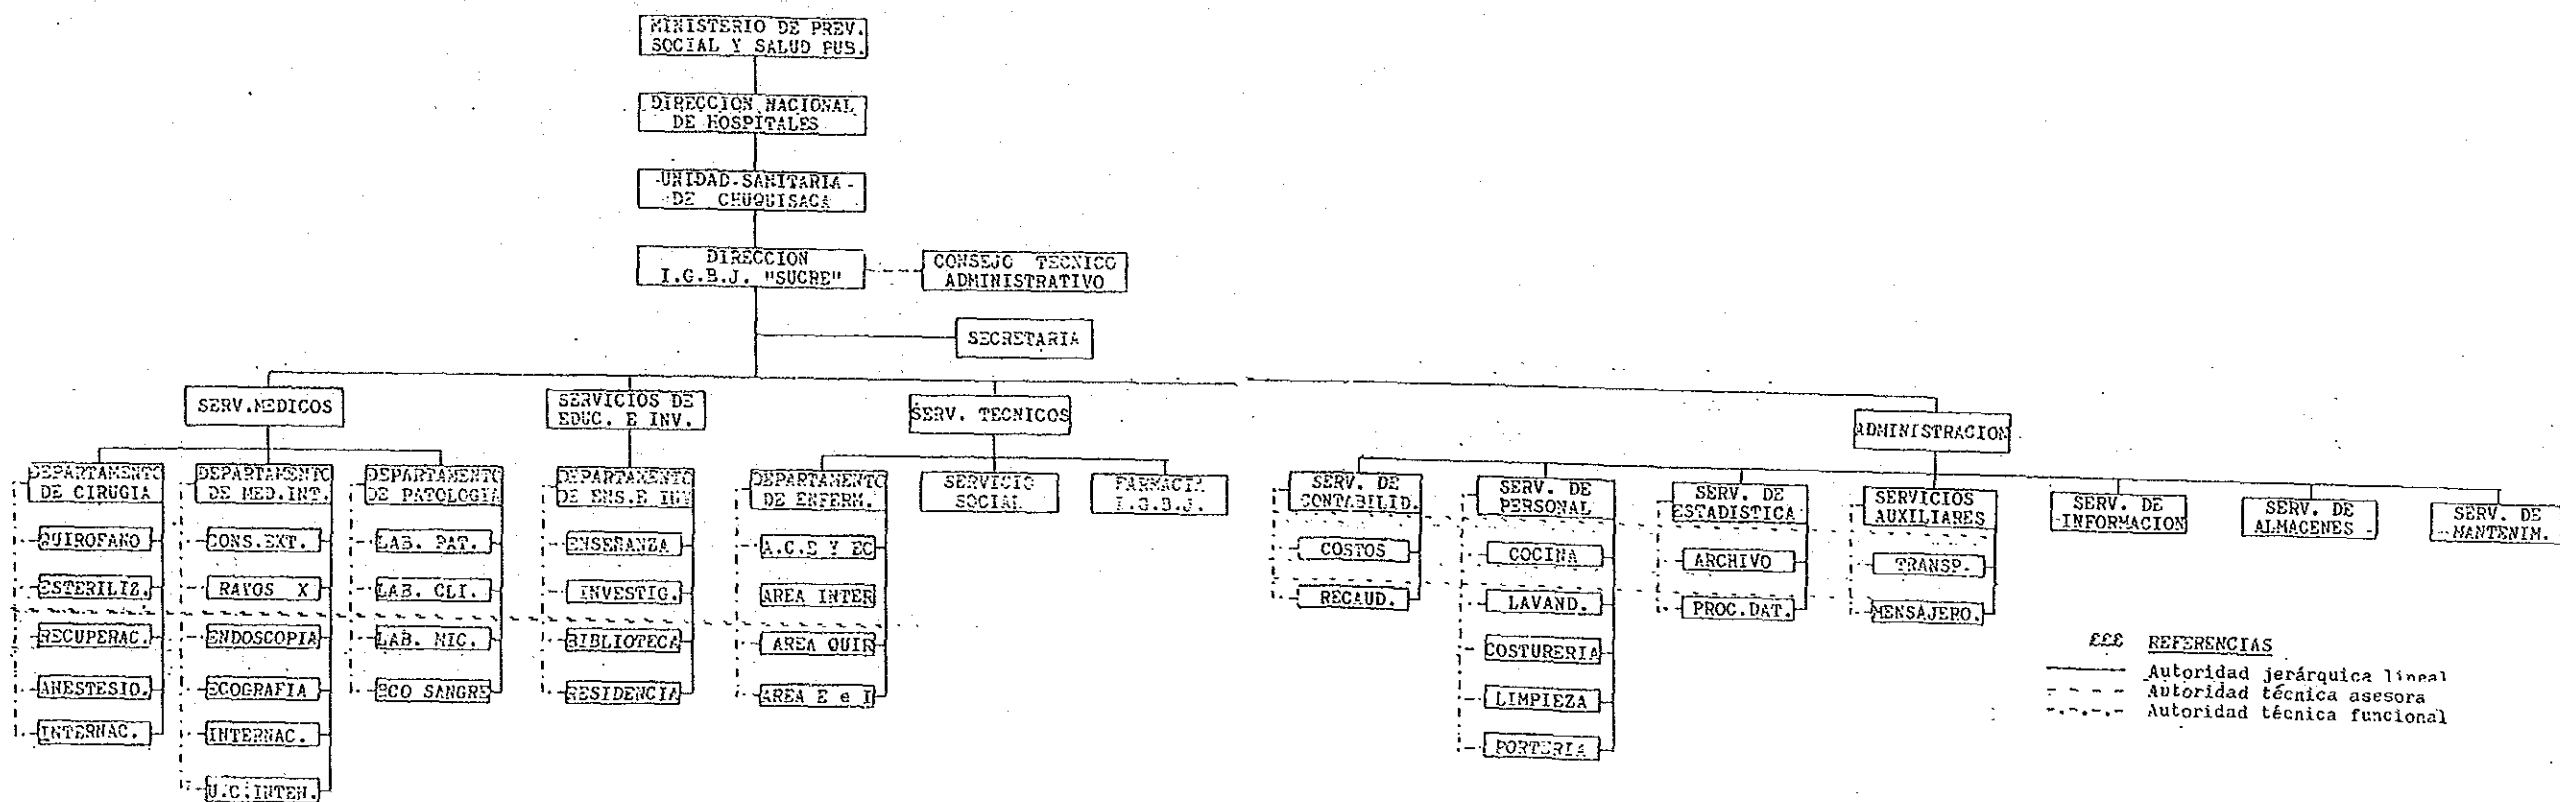 MINISTERIO DE PREV.
SOCIAL Y SALUD PUB.
DIRECCION NACIONAL
DE HOSPITALES
UNIDAD SANITARIA
DE CHUQUISACA
DIRECCION
I.G.B.J. "SUCRE"
CONSEJO TECNICO
ADMINISTRATIVO
SECRETARIA
SERV.MEDICOS
SERVICIOS DE
EDUC. E INV.
SERV. TECNICOS
ADMINISTRACION
DEPARTAMENTO
DE CIRUGIA
QUIROFANO
ESTERILIZ.
RECUPERAC.
ANESTESIO.
INTERNAC.
DEPARTAMENTO
DE MED.INT.
CONS.EXT.
RAYOS X
ENDOSCOPIA
ECOGRAFIA
INTERNAC.
U.C.INTEN.
DEPARTAMENTO
DE PATOLOGIA
LAB. PAT.
LAB. CLI.
LAB. MIC.
BCO SANGRE
DEPARTAMENTO
DE ENS.E INV
ENSEÑANZA
INVESTIG.
BIBLIOTECA
RESIDENCIA
DEPARTAMENTO
DE ENFERM.
A.C.E Y EC
AREA INTER
AREA QUIR
AREA E e I
SERVICIO
SOCIAL
FARMACIA
I.G.B.J.
SERV. DE
CONTABILID.
COSTOS
RECAUD.
SERV. DE
PERSONAL
COCINA
LAVAND.
COSTURERIA
LIMPIEZA
PORTERIA
SERV. DE
ESTADISTICA
ARCHIVO
PROC.DAT.
SERVICIOS
AUXILIARES
TRANSP.
MENSAJERO.
SERV. DE
INFORMACION
SERV. DE
ALMACENES
SERV. DE
MANTENIM.
£££ REFERENCIAS
Autoridad jerárquica lineal
Autoridad técnica asesora
Autoridad técnica funcional